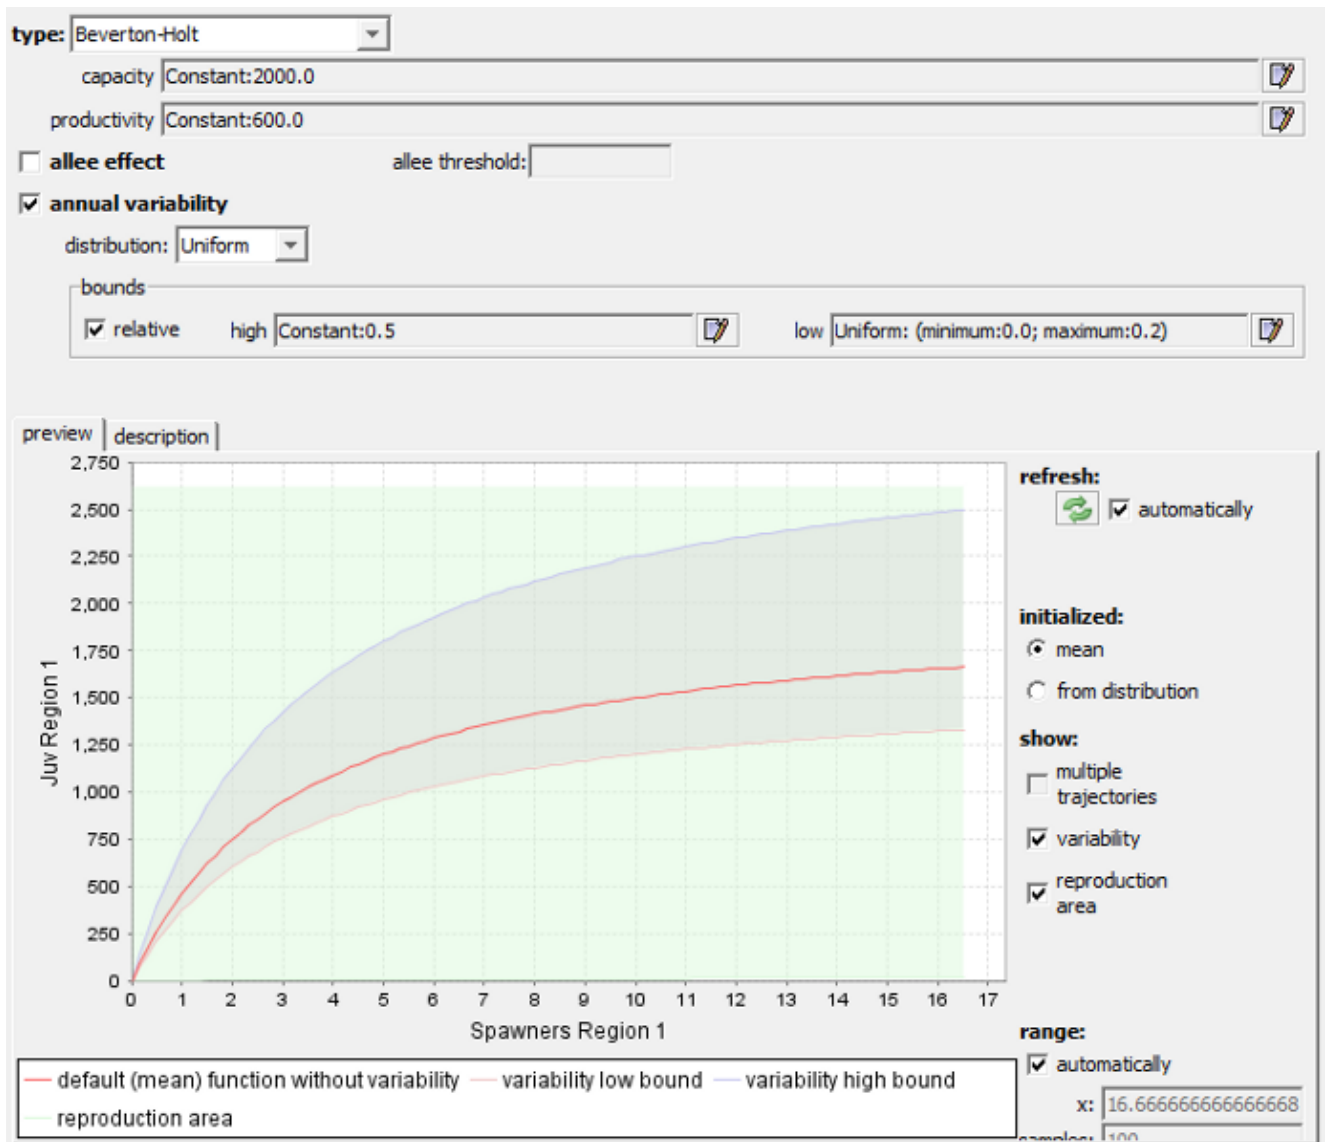 type: Beverton-Holt
capacity Constant:2000.0
productivity Constant:600.0
allee effect allee threshold:
annual variability
distribution: Uniform
bounds
relative high Constant:0.5 low Uniform: (minimum:0.0; maximum:0.2)
preview description
2,750
2,500
2,250
2,000
1,750
1,500
1,250
1,000
750
500
250
0
Juv Region 1
0 1 2 3 4 5 6 7 8 9 10 11 12 13 14 15 16 17
Spawners Region 1
default (mean) function without variability variability low bound variability high bound
reproduction area
refresh:
automatically
initialized:
mean
from distribution
show:
multiple
trajectories
variability
reproduction
area
range:
automatically
x: 16.666666666666668
samples: 100